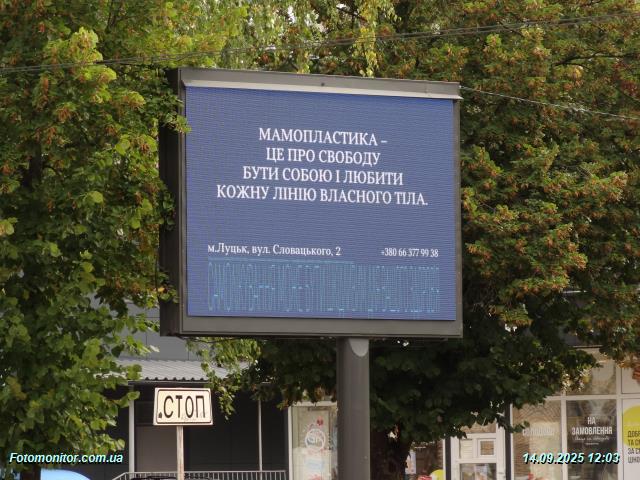 МАМОПЛАСТИКА –
ЦЕ ПРО СВОБОДУ
БУТИ СОБОЮ І ЛЮБИТИ
КОЖНУ ЛІНІЮ ВЛАСНОГО ТІЛА.
м.Луцьк, вул. Словацького, 2
+380 66 377 99 38
.СТОП
НА
ЗАМОВЛЕННЯ
Fotomonitor.com.ua
14.09.2025 12:03